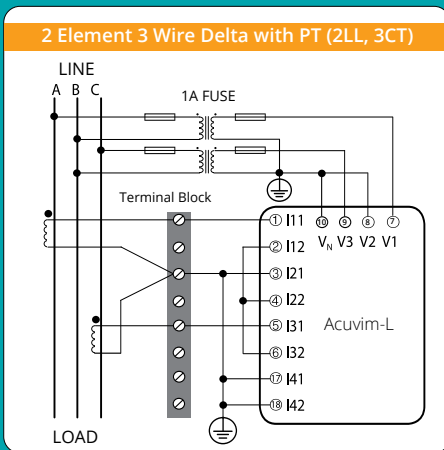 2 Element 3 Wire Delta with PT (2LL, 3CT)
LINE
A B C
1A FUSE
Terminal Block
10 9 8 7
VN V3 V2 V1
1 I11
2 I12
3 I21
4 I22
5 I31
6 I32
17 I41
18 I42
Acuvim-L
LOAD